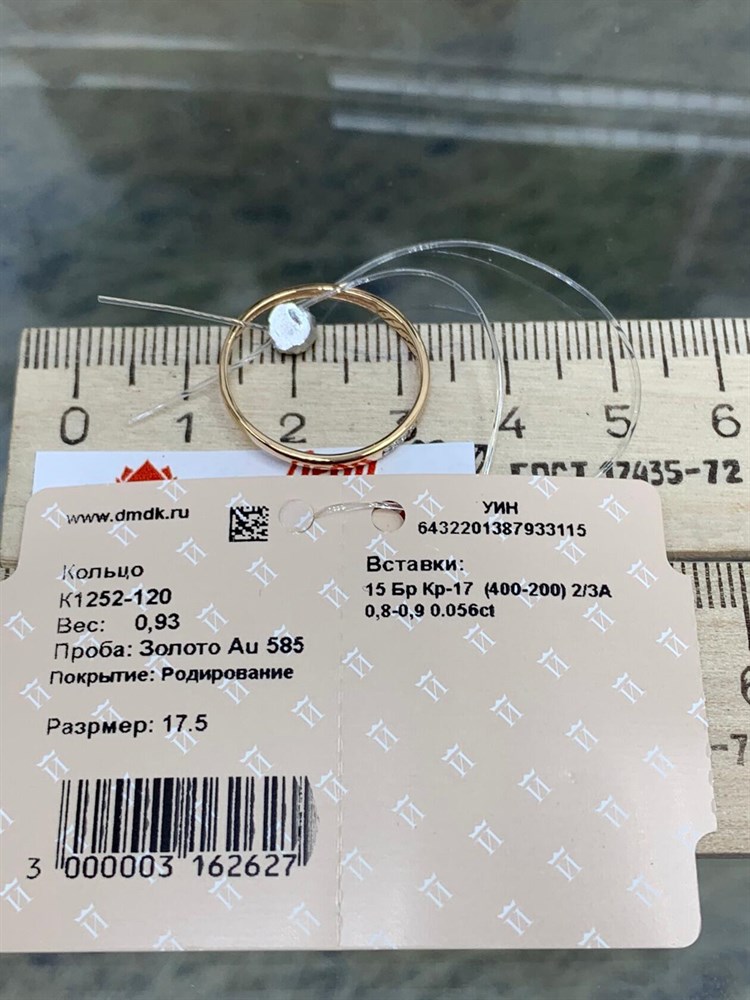 0 1 2 3 4 5 6
ГОСТ 17435-72
www.dmdk.ru
УИН
6432201387933115
Кольцо
К1252-120
Вес: 0,93
Проба: Золото Au 585
Покрытие: Родирование
Разрмер: 17.5
Вставки:
15 Бр Кр-17 (400-200) 2/3А
0,8-0,9 0.056ct
3 000003 162627